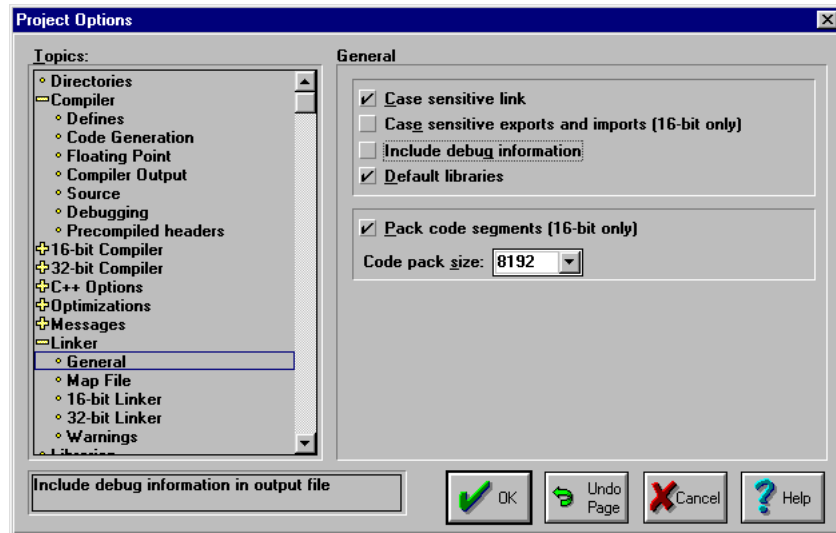 Project Options
Topics:
Directories
Compiler
Defines
Code Generation
Floating Point
Compiler Output
Source
Debugging
Precompiled headers
16-bit Compiler
32-bit Compiler
C++ Options
Optimizations
Messages
Linker
General
Map File
16-bit Linker
32-bit Linker
Warnings
General
Case sensitive link
Case sensitive exports and imports (16-bit only)
Include debug information
Default libraries
Pack code segments (16-bit only)
Code pack size: 8192
Include debug information in output file
OK
Undo
Page
Cancel
Help